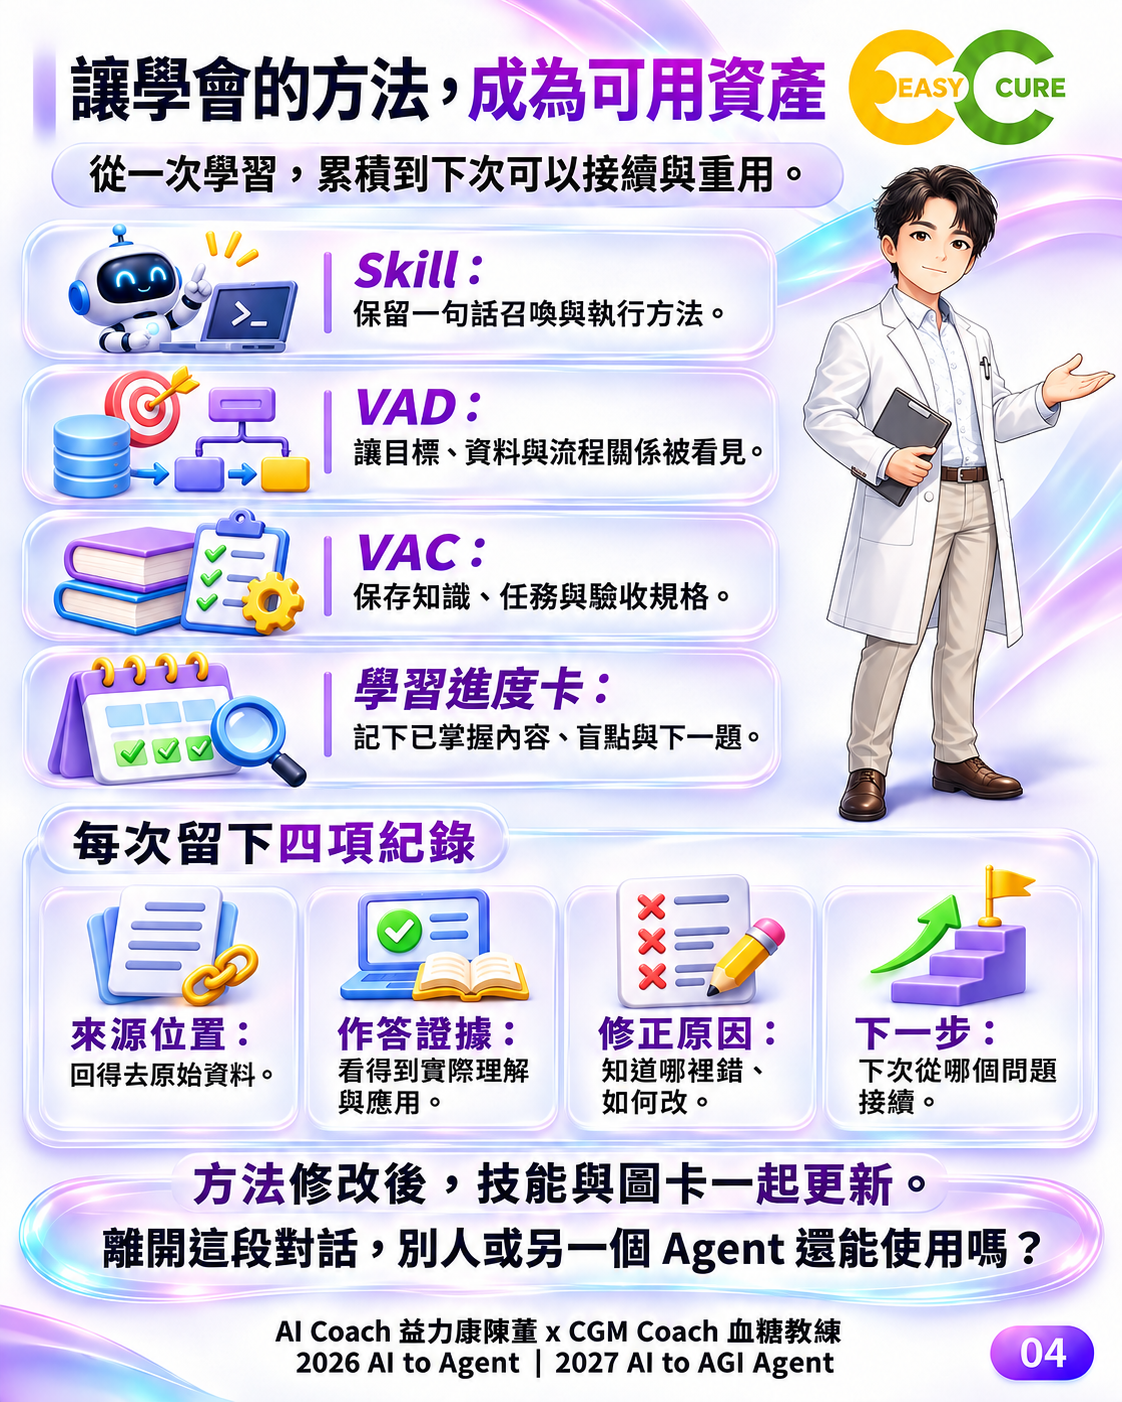 讓學會的方法，成為可用資產
EASY CURE
從一次學習，累積到下次可以接續與重用。
Skill：
保留一句話召喚與執行方法。
VAD：
讓目標、資料與流程關係被看見。
VAC：
保存知識、任務與驗收規格。
學習進度卡：
記下已掌握內容、盲點與下一題。
每次留下四項紀錄
來源位置：
回得去原始資料。
作答證據：
看得到實際理解
與應用。
修正原因：
知道哪裡錯、
如何改。
下一步：
下次從哪個問題
接續。
方法修改後，技能與圖卡一起更新。
離開這段對話，別人或另一個 Agent 還能使用嗎？
AI Coach 益力康陳董 x CGM Coach 血糖教練
2026 AI to Agent | 2027 AI to AGI Agent
04